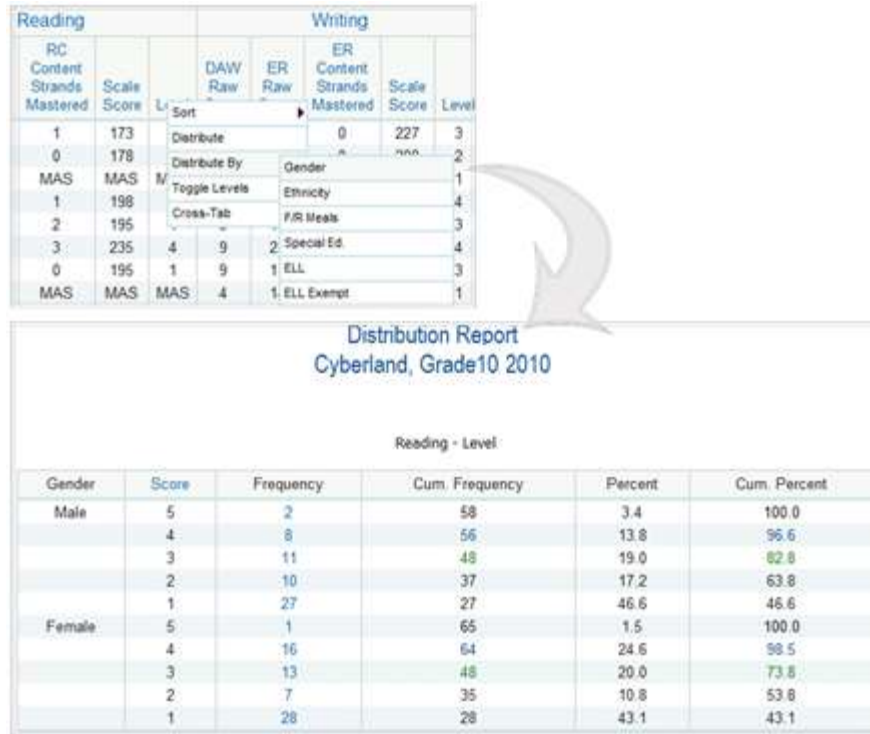 Reading Writing
RC Content Strands Mastered Scale Score DAW Raw ER Raw ER Content Strands Mastered Scale Score Level
Sort
Distribute
Distribute By
Toggle Levels
Cross-Tab
Gender
Ethnicity
F/R Meals
Special Ed.
ELL
ELL Exempt
1 173 0 227 3
0 178 2
MAS MAS 1
1 198 4
2 195 3
3 235 4 9 2 4
0 195 1 9 1 3
MAS MAS MAS 4 1 1
Distribution Report
Cyberland, Grade10 2010
Reading - Level
Gender Score Frequency Cum. Frequency Percent Cum. Percent
Male 5 2 58 3.4 100.0
4 8 56 13.8 96.6
3 11 48 19.0 82.8
2 10 37 17.2 63.8
1 27 27 46.6 46.6
Female 5 1 65 1.5 100.0
4 16 64 24.6 98.5
3 13 48 20.0 73.8
2 7 35 10.8 53.8
1 28 28 43.1 43.1